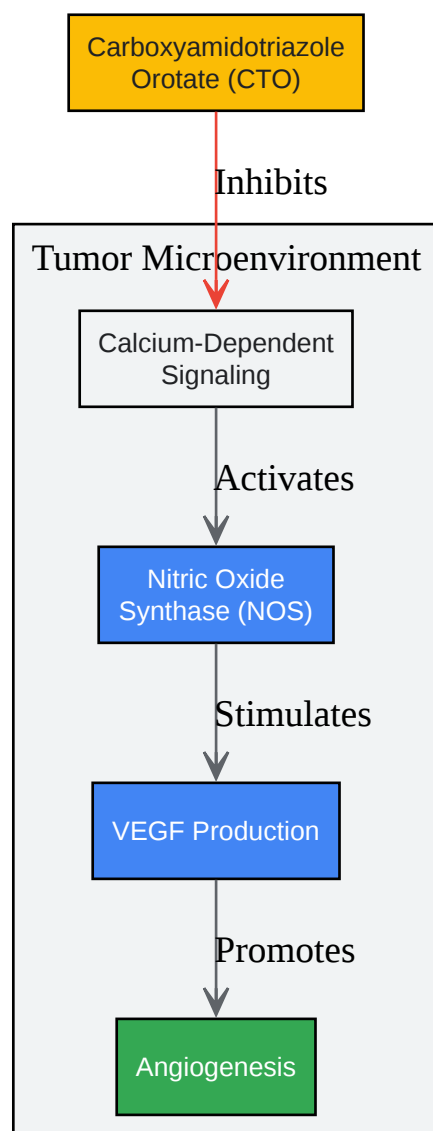 Carboxyamidotriazole
Orotate (CTO)
Inhibits
Tumor Microenvironment
Calcium-Dependent
Signaling
Activates
Nitric Oxide
Synthase (NOS)
Stimulates
VEGF Production
Promotes
Angiogenesis